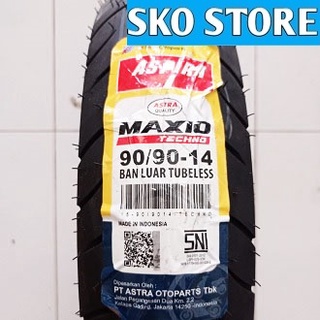 SKO STORE
ASPIRA
ASTRA
QUALITY
MAXIO
TECHNO
90/90-14
BAN LUAR TUBELESS
MADE IN INDONESIA
SNI
Dipasarkan Oleh :
PT ASTRA OTOPARTS Tbk
Jalan Pegangsaan Dua Km. 2,2
Kelapa Gading, Jakarta 14250 - Indonesia